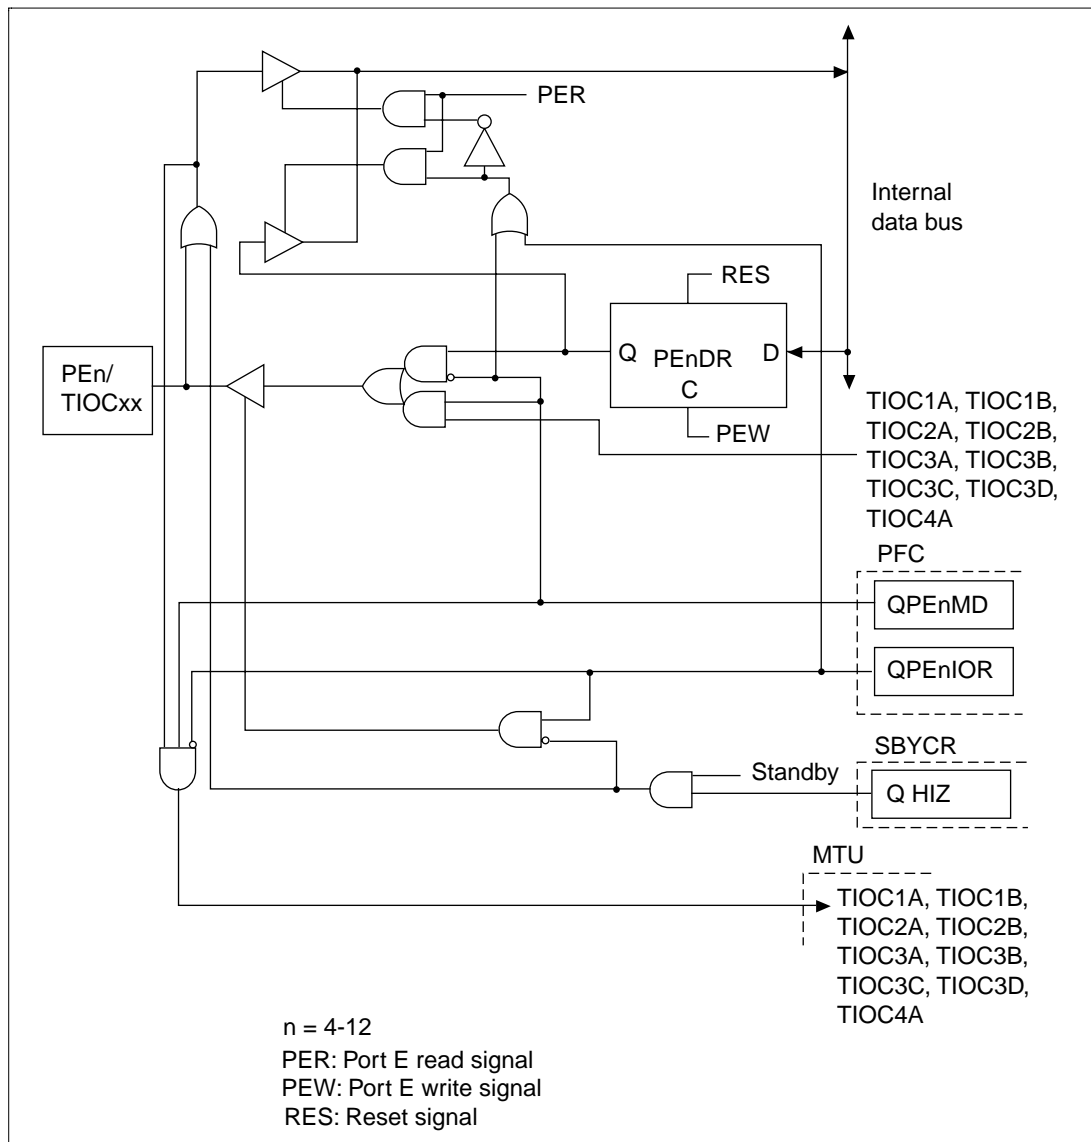 PER
Internal
data bus
RES
Q PEnDR D
C
PEW
PEn/
TIOCxx
TIOC1A, TIOC1B,
TIOC2A, TIOC2B,
TIOC3A, TIOC3B,
TIOC3C, TIOC3D,
TIOC4A
PFC
QPEnMD
QPEnIOR
SBYCR
Standby
Q HIZ
MTU
TIOC1A, TIOC1B,
TIOC2A, TIOC2B,
TIOC3A, TIOC3B,
TIOC3C, TIOC3D,
TIOC4A
n = 4-12
PER: Port E read signal
PEW: Port E write signal
RES: Reset signal